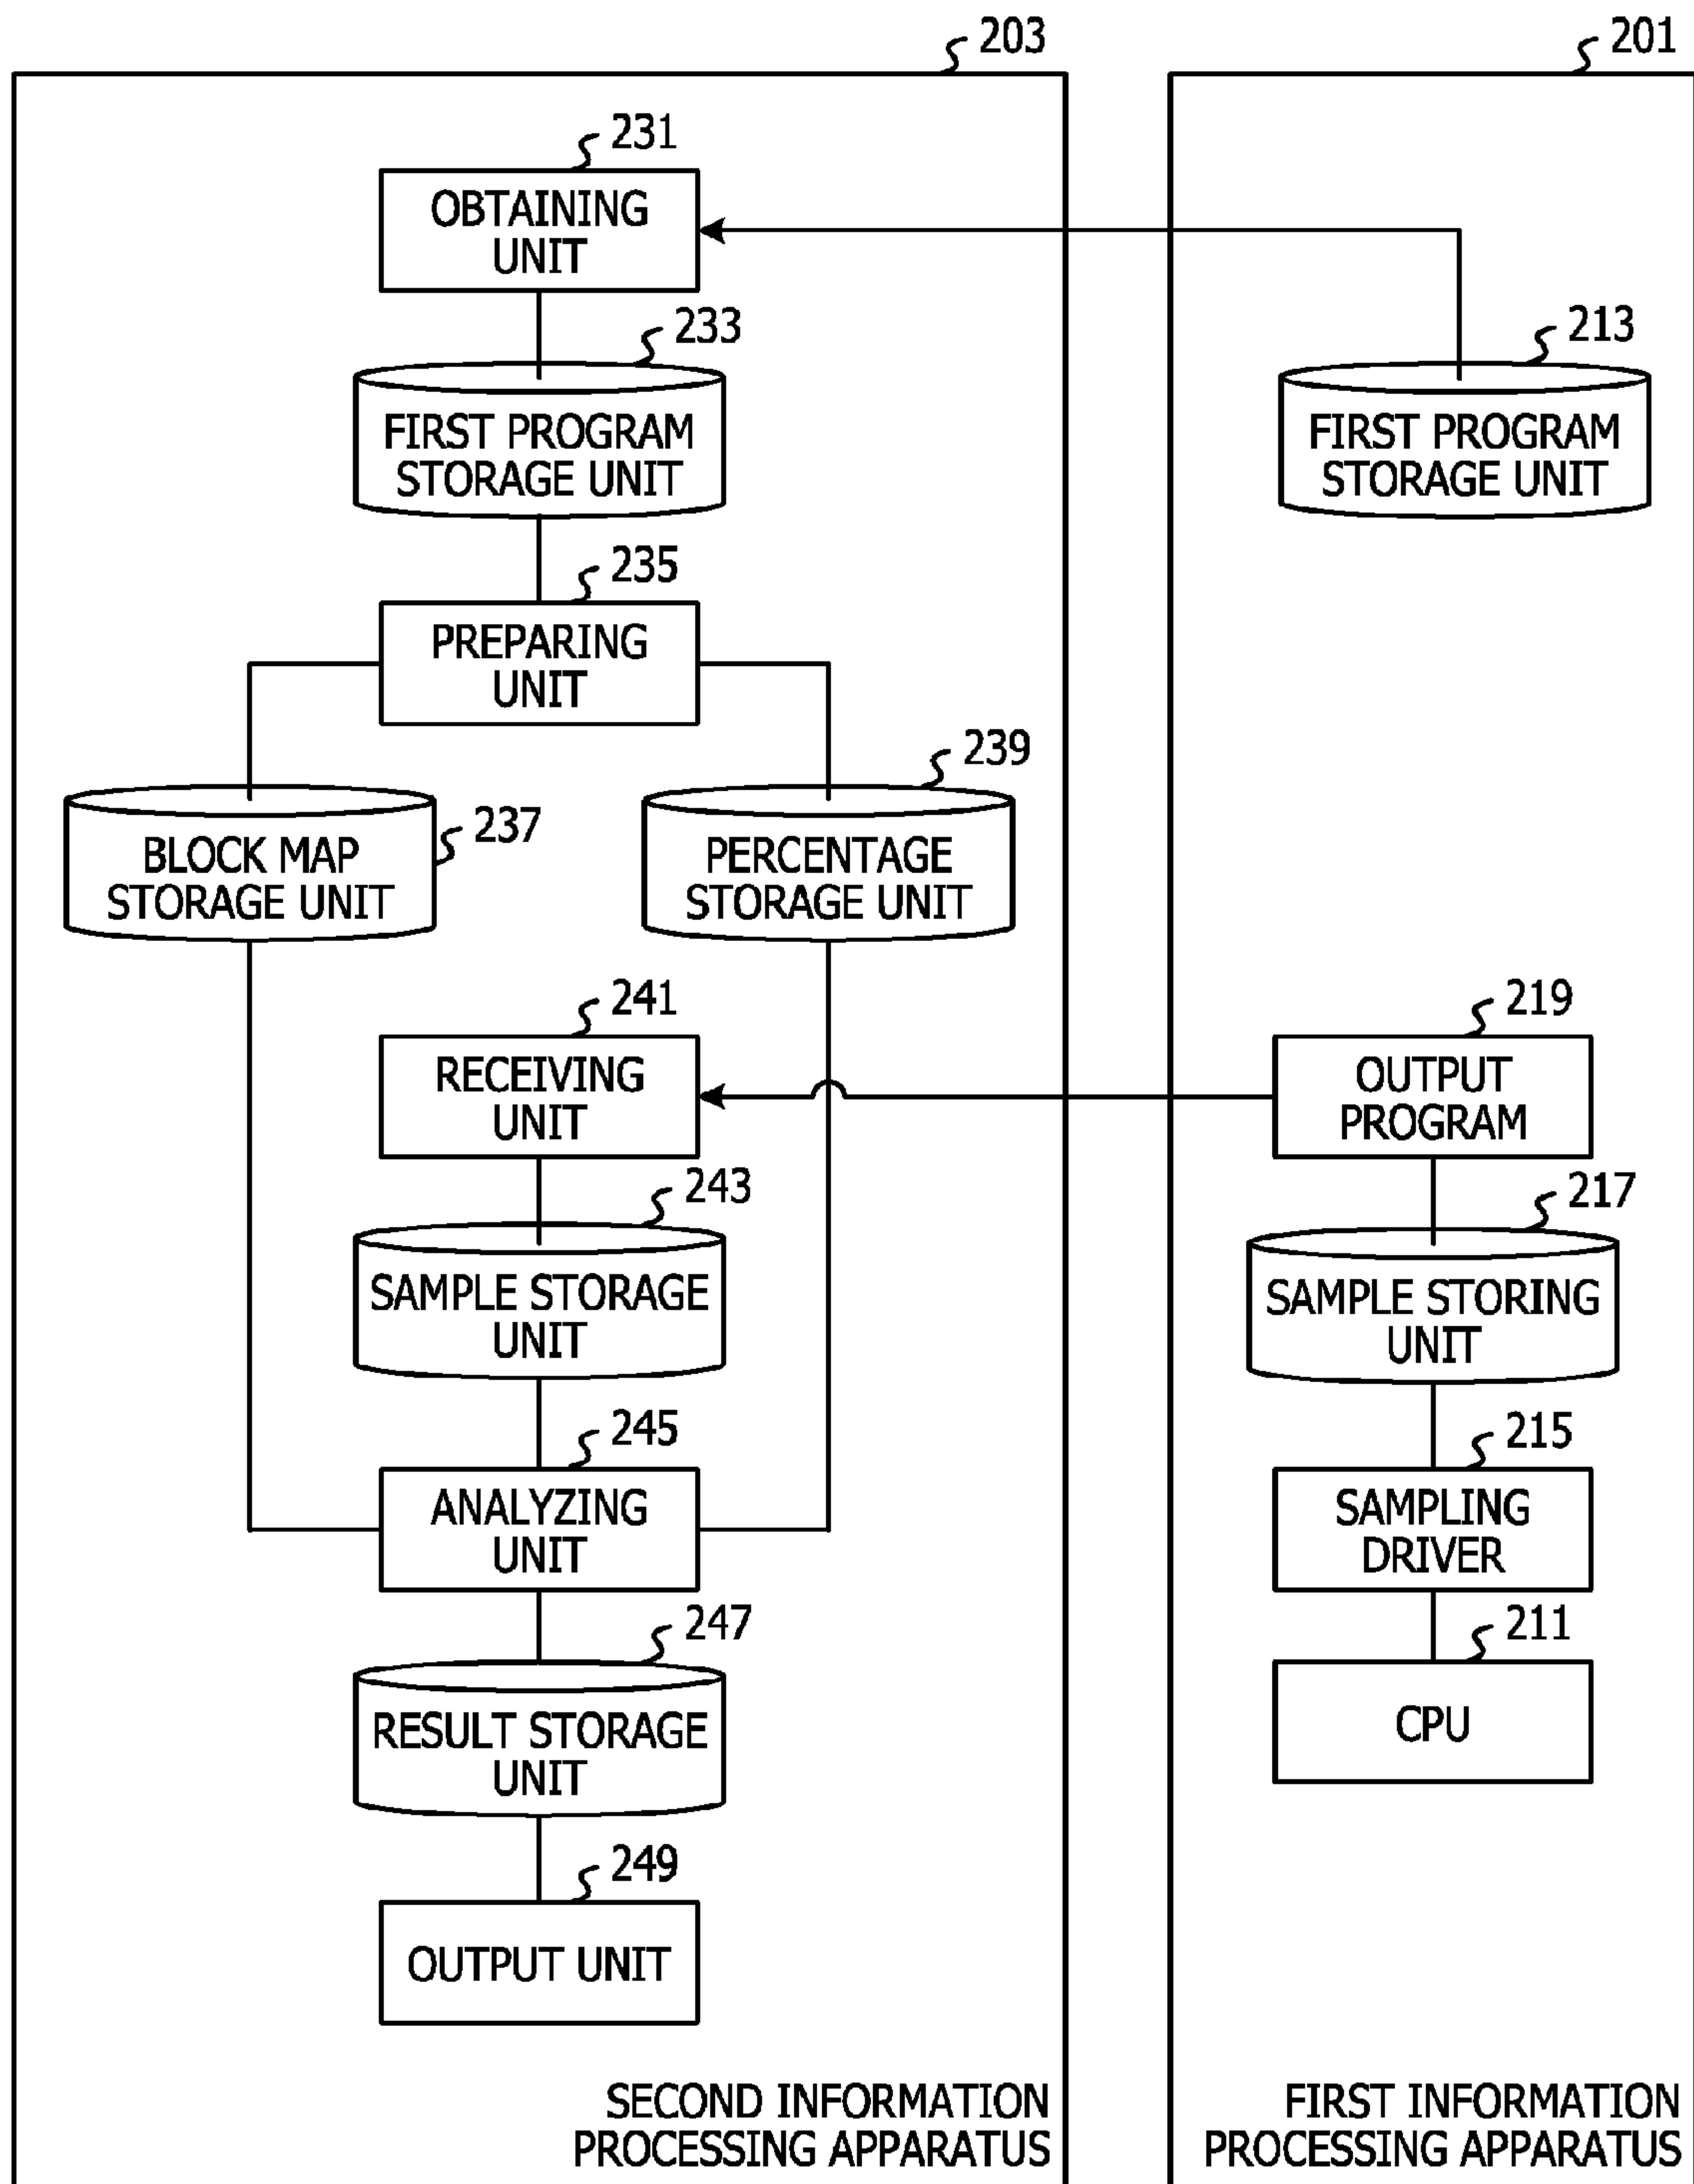 203
201
231
OBTAINING
UNIT
233
FIRST PROGRAM
STORAGE UNIT
213
FIRST PROGRAM
STORAGE UNIT
235
PREPARING
UNIT
239
237
BLOCK MAP
STORAGE UNIT
PERCENTAGE
STORAGE UNIT
241
RECEIVING
UNIT
219
OUTPUT
PROGRAM
243
SAMPLE STORAGE
UNIT
217
SAMPLE STORING
UNIT
245
ANALYZING
UNIT
215
SAMPLING
DRIVER
247
RESULT STORAGE
UNIT
211
CPU
249
OUTPUT UNIT
SECOND INFORMATION
PROCESSING APPARATUS
FIRST INFORMATION
PROCESSING APPARATUS